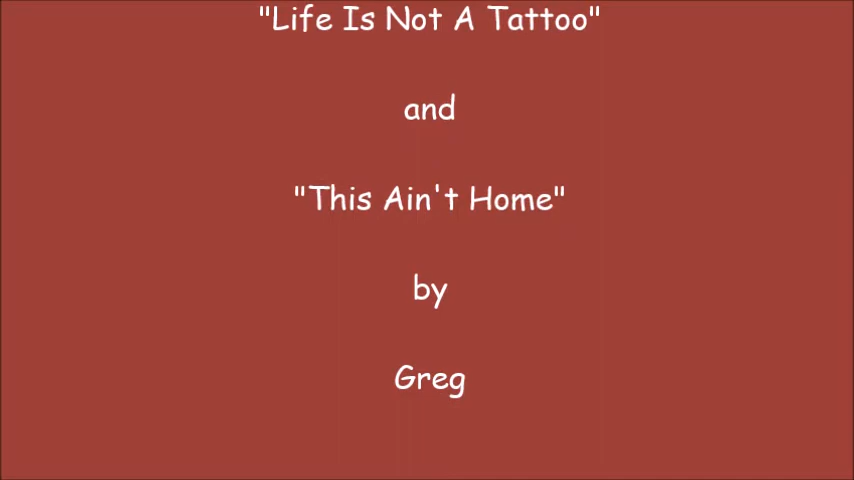 "Life Is Not A Tattoo"
and
"This Ain't Home"
by
Greg